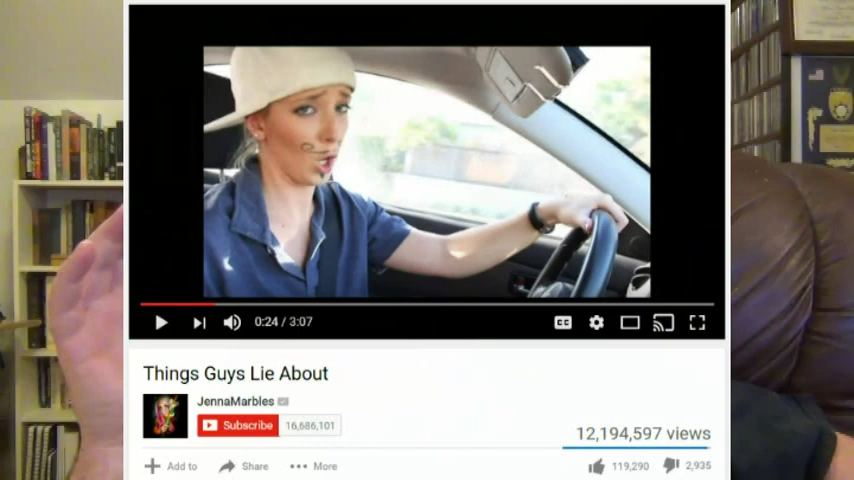 0:24 / 3:07
CC
Things Guys Lie About
JennaMarbles
Subscribe 16,686,101
12,194,597 views
Add to Share More 119,290 2,935